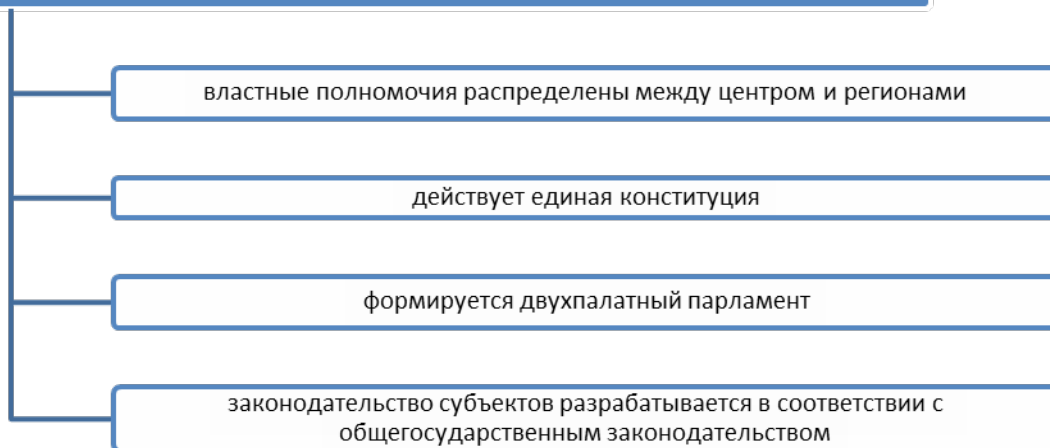 властные полномочия распределены между центром и регионами
действует единая конституция
формируется двухпалатный парламент
законодательство субъектов разрабатывается в соответствии с
общегосударственным законодательством